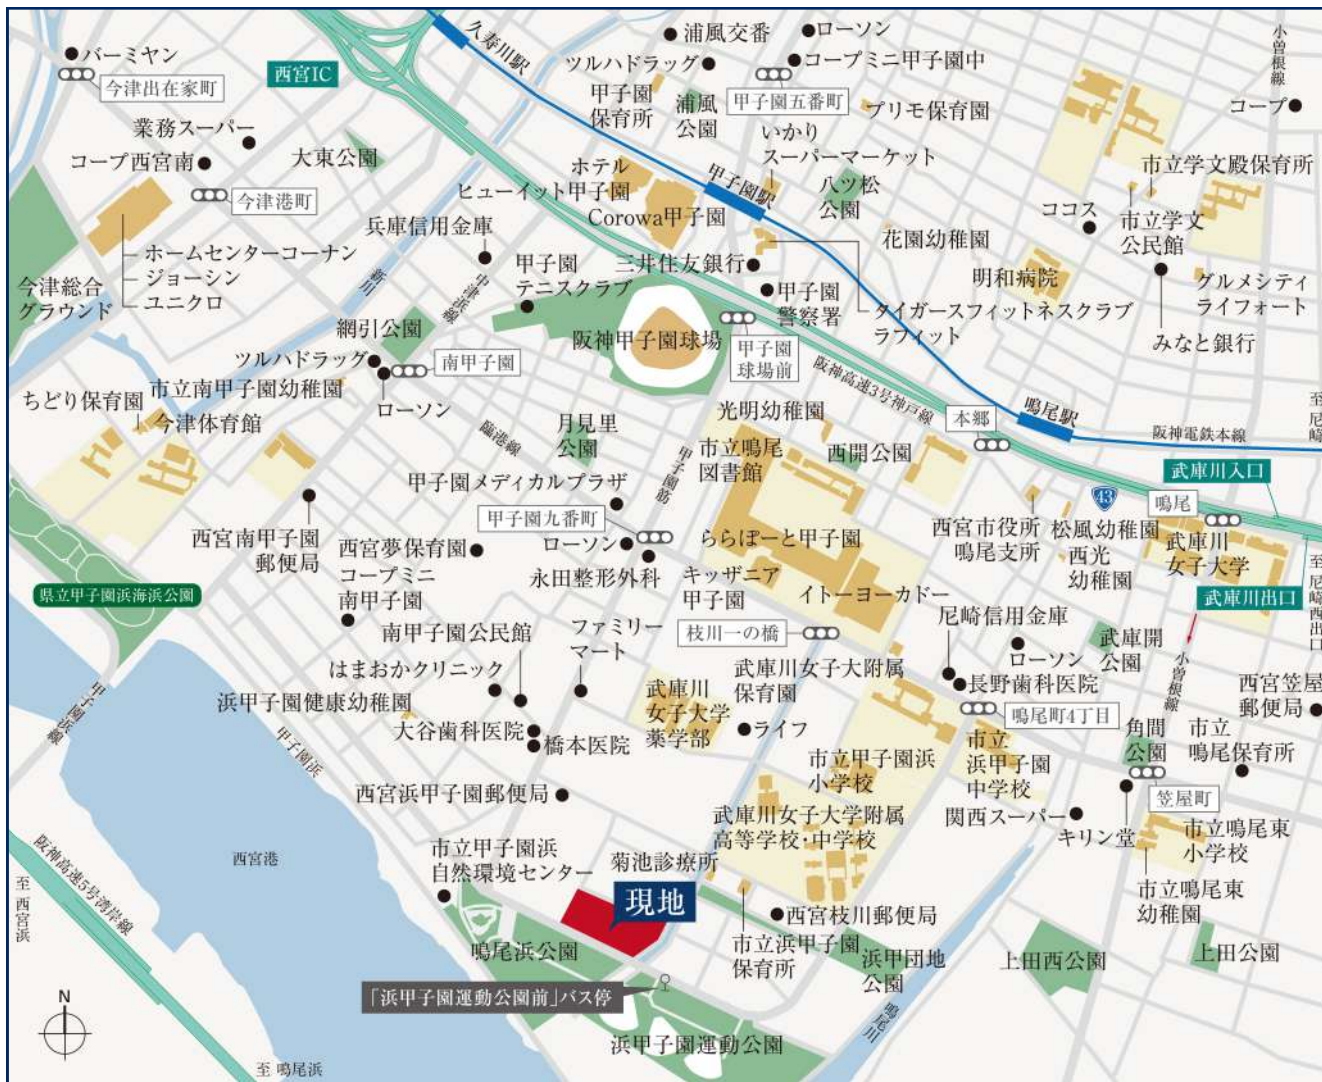 バーミヤン
今津出在家町
業務スーパー
コープ西宮南
今津港町
大東公園
ホームセンターコーナン
ジョーシン
ユニクロ
今津総合
グラウンド
西宮IC
久寿川駅
浦風交番
ローソン
ツルハドラッグ
コープミニ甲子園中
甲子園
保育所
浦風
公園
甲子園五番町
プリモ保育園
いかり
スーパーマーケット
小曽根線
コープ
市立学文殿保育所
ホテル
ヒューイット甲子園
Corowa甲子園
甲子園駅
八ツ松
公園
花園幼稚園
ココス
市立学文
公民館
兵庫信用金庫
新川
中津浜線
甲子園
テニスクラブ
三井住友銀行
甲子園
警察署
明和病院
タイガースフィットネスクラブ
ラフィット
グルメシティ
ライフォート
みなと銀行
網引公園
ツルハドラッグ
南甲子園
ローソン
阪神甲子園球場
甲子園
球場前
阪神高速3号神戸線
鳴尾駅
本郷
阪神電鉄本線
至 尼崎
ちどり保育園
市立南甲子園幼稚園
今津体育館
臨港線
月見里
公園
甲子園筋
光明幼稚園
市立鳴尾
図書館
西開公園
武庫川入口
43
鳴尾
甲子園メディカルプラザ
甲子園九番町
ローソン
永田整形外科
ららぽーと甲子園
キッザニア
甲子園
イトーヨーカドー
西宮市役所
鳴尾支所
松風幼稚園
西光
幼稚園
武庫川
女子大学
武庫川出口
至 尼崎西出口
西宮南甲子園
郵便局
西宮夢保育園
コープミニ
南甲子園
県立甲子園浜海浜公園
南甲子園公民館
ファミリー
マート
はまおかクリニック
浜甲子園健康幼稚園
大谷歯科医院
橋本医院
枝川一の橋
武庫川女子大附属
保育園
武庫川
女子大学
薬学部
ライフ
尼崎信用金庫
ローソン
長野歯科医院
武庫開
公園
鳴尾町4丁目
小曽根線
西宮笠屋
郵便局
角間
公園
市立
鳴尾保育所
笠屋町
甲子園浜線
甲子園浜
西宮浜甲子園郵便局
市立甲子園浜
小学校
市立
浜甲子園
中学校
武庫川女子大学附属
高等学校・中学校
関西スーパー
キリン堂
市立鳴尾東
小学校
市立鳴尾東
幼稚園
西宮港
阪神高速5号湾岸線
至 西宮浜
市立甲子園浜
自然環境センター
菊池診療所
現地
西宮枝川郵便局
市立浜甲子園
保育所
浜甲団地
公園
上田西公園
上田公園
鳴尾浜公園
「浜甲子園運動公園前」バス停
浜甲子園運動公園
鳴尾川
N
至 鳴尾浜